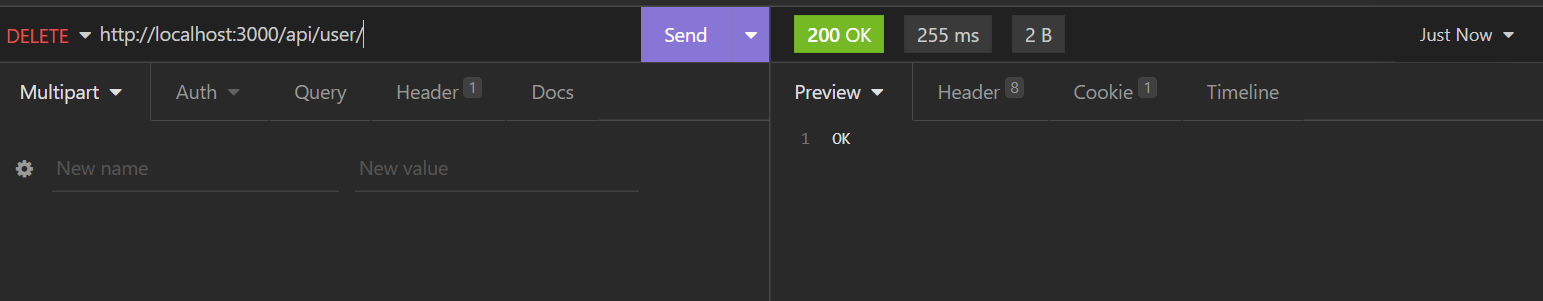 DELETE http://localhost:3000/api/user/ Send 200 OK 255 ms 2 B Just Now
Multipart Auth Query Header 1 Docs Preview Header 8 Cookie 1 Timeline
1 OK
New name New value